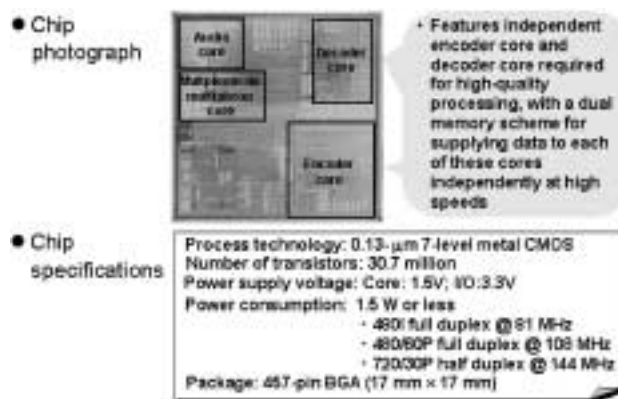 ● Chip
photograph
Audio
core
Decoder
core
core
Encoder
core
・ Features independent
encoder core and
decoder core required
for high-quality
processing, with a dual
memory scheme for
supplying data to each
of these cores
independently at high
speeds
● Chip
specifications
Process technology: 0.13-μm 7-level metal CMOS
Number of transistors: 30.7 million
Power supply voltage: Core: 1.5V; I/O:3.3V
Power consumption: 1.5 W or less
・ 480I full duplex @ 81 MHz
・ 480/60P full duplex @ 108 MHz
・ 720/30P half duplex @ 144 MHz
Package: 457-pin BGA (17 mm × 17 mm)